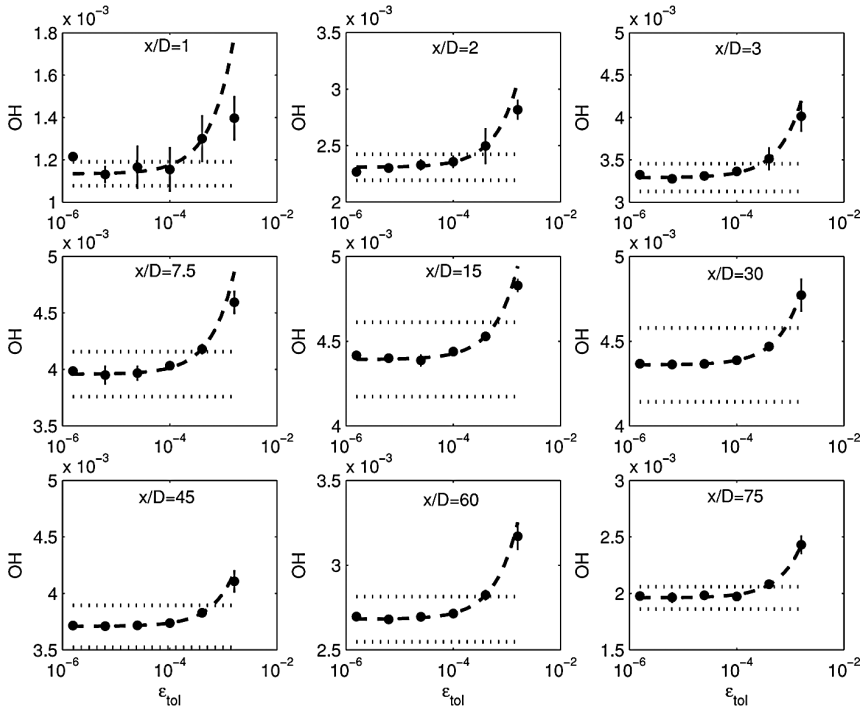 x 10⁻³ x 10⁻³ x 10⁻³
1.8 3.5 5
x/D=1 x/D=2 x/D=3
1.6 4.5
3
OH 1.4 OH OH 4
2.5
1.2 3.5
1 2 3
10⁻⁶ 10⁻⁴ 10⁻² 10⁻⁶ 10⁻⁴ 10⁻² 10⁻⁶ 10⁻⁴ 10⁻²
x 10⁻³ x 10⁻³ x 10⁻³
5 5 5
x/D=7.5 x/D=15 x/D=30
4.5
OH OH 4.5 OH 4.5
4
3.5 4 4
10⁻⁶ 10⁻⁴ 10⁻² 10⁻⁶ 10⁻⁴ 10⁻² 10⁻⁶ 10⁻⁴ 10⁻²
x 10⁻³ x 10⁻³ x 10⁻³
5 3.5 3
x/D=45 x/D=60 x/D=75
4.5 2.5
OH OH 3 OH
4 2
3.5 2.5 1.5
10⁻⁶ 10⁻⁴ 10⁻² 10⁻⁶ 10⁻⁴ 10⁻² 10⁻⁶ 10⁻⁴ 10⁻²
ε_tol ε_tol ε_tol